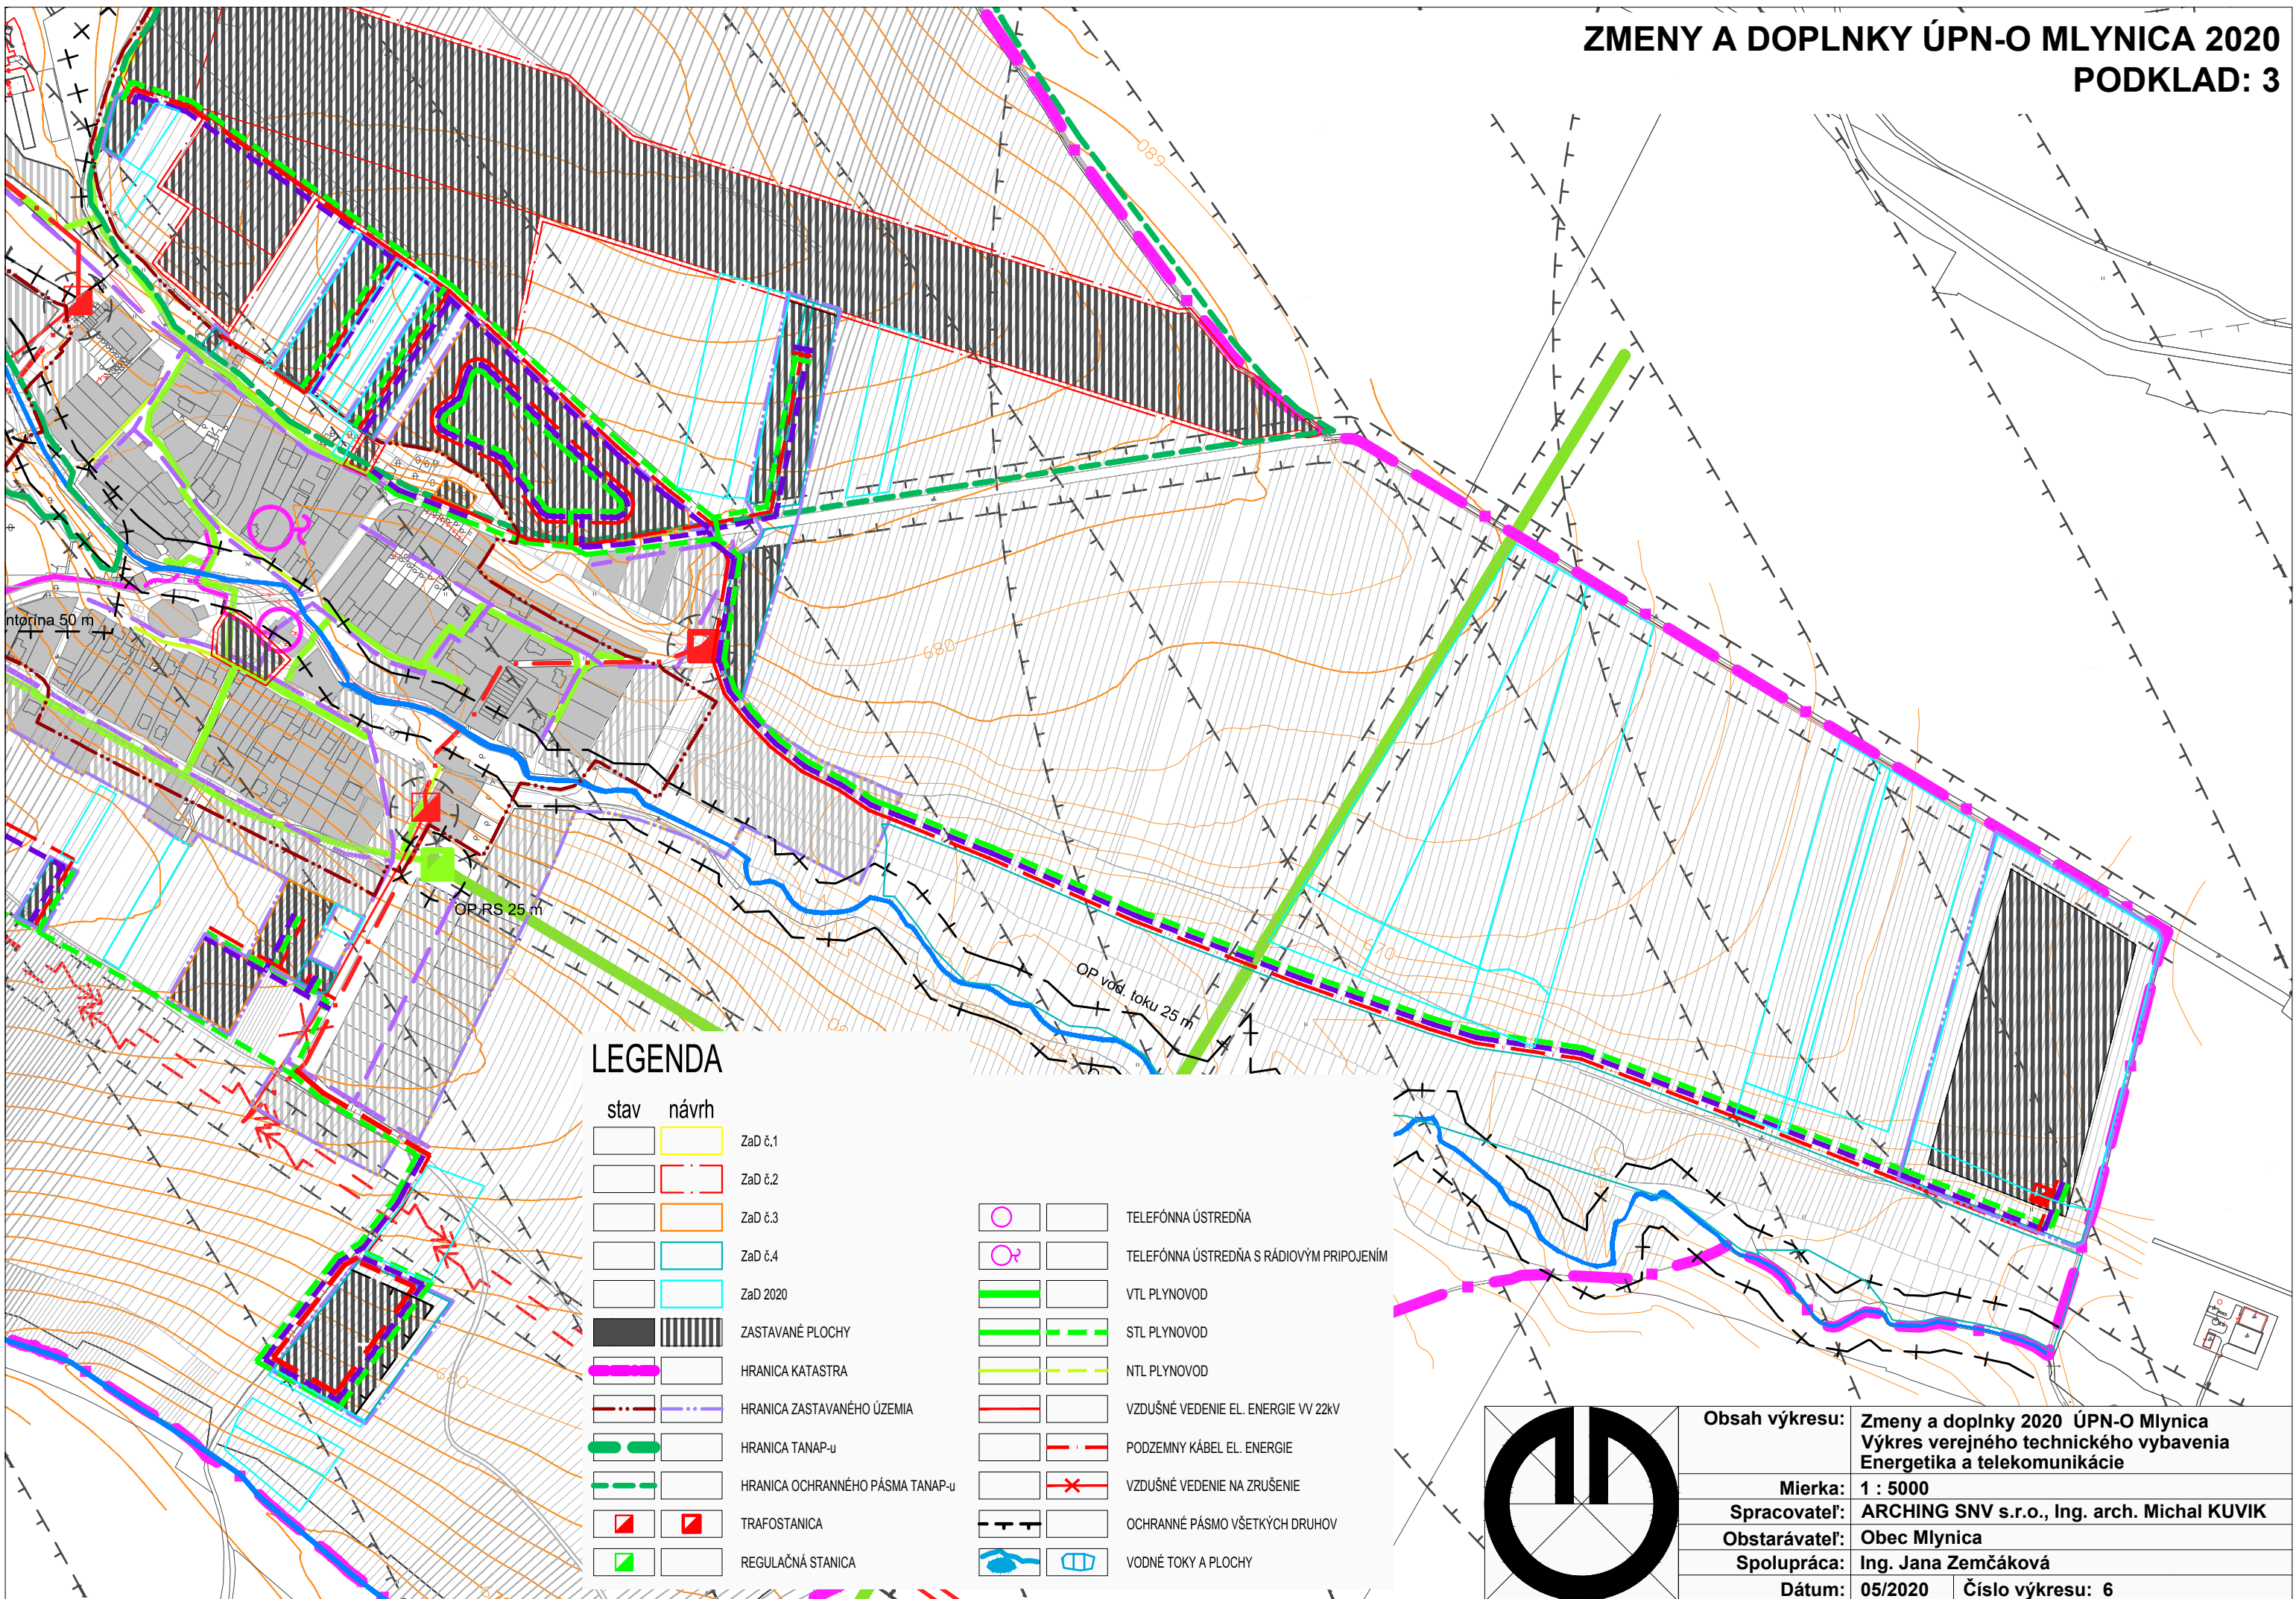 ZMENY A DOPLNKY ÚPN-O MLYNICA 2020
PODKLAD: 3
680
ntorína 50 m
680
OP RS 25 m
OP vod. toku 25 m
670
680
LEGENDA
stav návrh
ZaD č.1
ZaD č.2
ZaD č.3
ZaD č.4
ZaD 2020
ZASTAVANÉ PLOCHY
HRANICA KATASTRA
HRANICA ZASTAVANÉHO ÚZEMIA
HRANICA TANAP-u
HRANICA OCHRANNÉHO PÁSMA TANAP-u
TRAFOSTANICA
REGULAČNÁ STANICA
TELEFÓNNA ÚSTREDŇA
TELEFÓNNA ÚSTREDŇA S RÁDIOVÝM PRIPOJENÍM
VTL PLYNOVOD
STL PLYNOVOD
NTL PLYNOVOD
VZDUŠNÉ VEDENIE EL. ENERGIE VV 22kV
PODZEMNY KÁBEL EL. ENERGIE
VZDUŠNÉ VEDENIE NA ZRUŠENIE
OCHRANNÉ PÁSMO VŠETKÝCH DRUHOV
VODNÉ TOKY A PLOCHY
Obsah výkresu: Zmeny a doplnky 2020 ÚPN-O Mlynica
Výkres verejného technického vybavenia
Energetika a telekomunikácie
Mierka: 1 : 5000
Spracovateľ: ARCHING SNV s.r.o., Ing. arch. Michal KUVIK
Obstarávateľ: Obec Mlynica
Spolupráca: Ing. Jana Zemčáková
Dátum: 05/2020 Číslo výkresu: 6